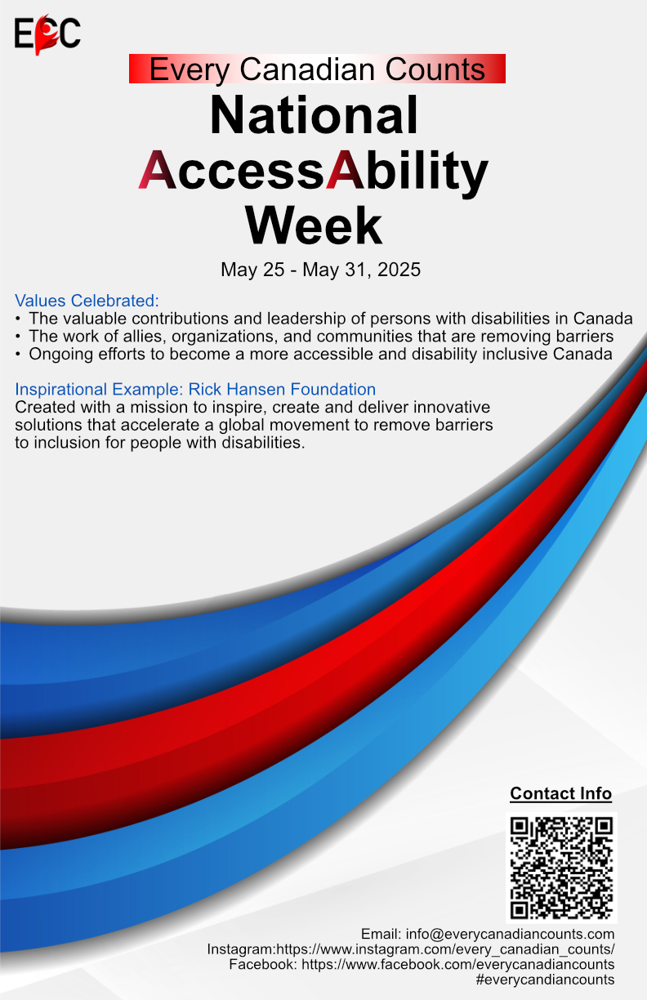 ECC
Every Canadian Counts
National
AccessAbility
Week
May 25 - May 31, 2025
Values Celebrated:
• The valuable contributions and leadership of persons with disabilities in Canada
• The work of allies, organizations, and communities that are removing barriers
• Ongoing efforts to become a more accessible and disability inclusive Canada
Inspirational Example: Rick Hansen Foundation
Created with a mission to inspire, create and deliver innovative
solutions that accelerate a global movement to remove barriers
to inclusion for people with disabilities.
Contact Info
Email: info@everycanadiancounts.com
Instagram:https://www.instagram.com/every_canadian_counts/
Facebook: https://www.facebook.com/everycanadiancounts
#everycandiancounts